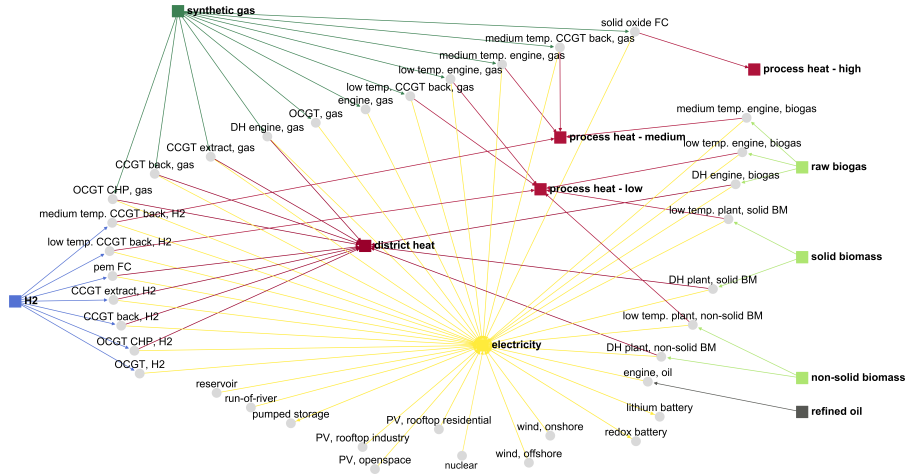 synthetic gas
solid oxide FC
medium temp. CCGT back, gas
medium temp. engine, gas
process heat - high
low temp. engine, gas
low temp. CCGT back, gas
engine, gas
medium temp. engine, biogas
OCGT, gas
DH engine, gas
process heat - medium
low temp. engine, biogas
CCGT extract, gas
CCGT back, gas
raw biogas
DH engine, biogas
OCGT CHP, gas
process heat - low
medium temp. CCGT back, H2
low temp. plant, solid BM
low temp. CCGT back, H2
district heat
solid biomass
pem FC
DH plant, solid BM
CCGT extract, H2
H2
CCGT back, H2
low temp. plant, non-solid BM
OCGT CHP, H2
electricity
DH plant, non-solid BM
OCGT, H2
engine, oil
non-solid biomass
reservoir
run-of-river
pumped storage
lithium battery
refined oil
PV, rooftop residential
PV, rooftop industry
wind, onshore
redox battery
PV, openspace
nuclear
wind, offshore